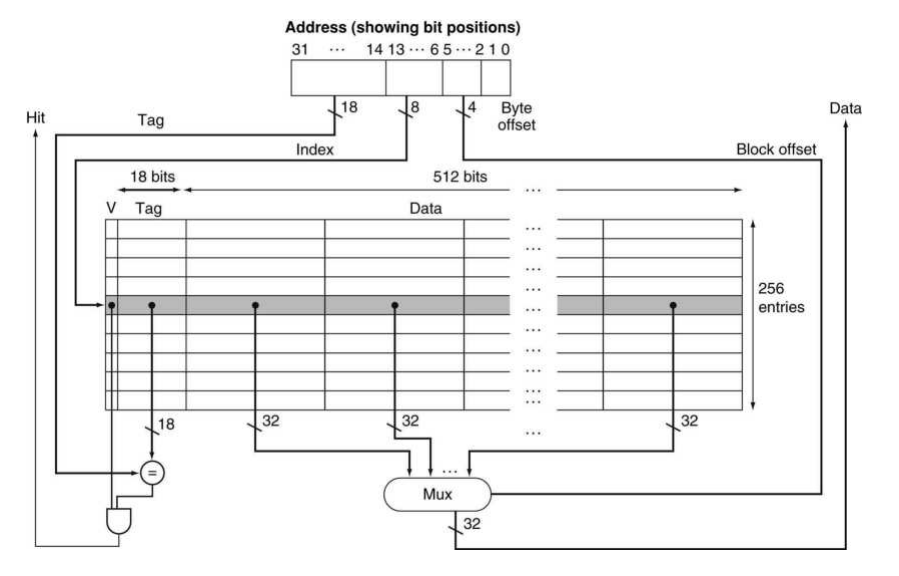 Address (showing bit positions)
31 ... 14 13 ... 6 5 ... 2 1 0
18 8 4 Byte offset
Hit
Data
Tag
Index
Block offset
18 bits
512 bits
...
V Tag Data
...
...
...
...
...
...
...
...
...
...
256
entries
18 32 32 ... 32
=
...
Mux
32